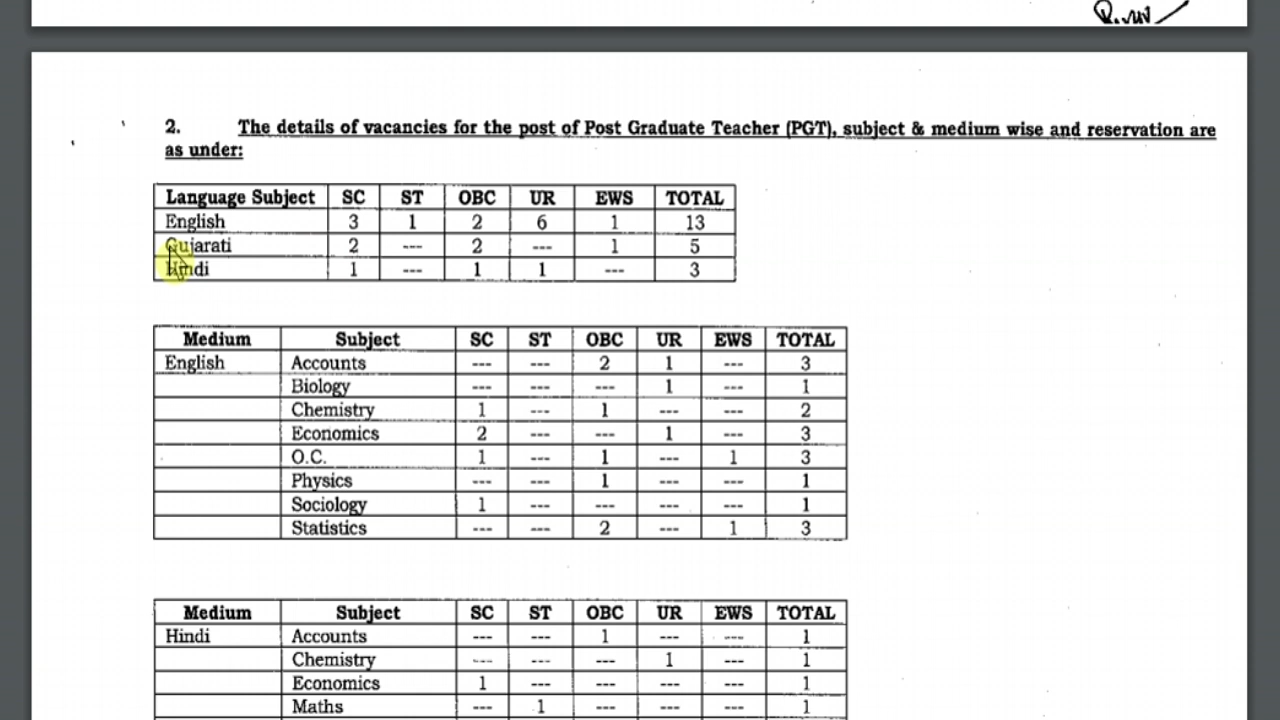 2. The details of vacancies for the post of Post Graduate Teacher (PGT), subject & medium wise and reservation are
as under:
Language Subject SC ST OBC UR EWS TOTAL
English 3 1 2 6 1 13
Gujarati 2 --- 2 --- 1 5
Hindi 1 --- 1 1 --- 3
Medium Subject SC ST OBC UR EWS TOTAL
English Accounts --- --- 2 1 --- 3
Biology --- --- --- 1 --- 1
Chemistry 1 --- 1 --- --- 2
Economics 2 --- --- 1 --- 3
O.C. 1 --- 1 --- 1 3
Physics --- --- 1 --- --- 1
Sociology 1 --- --- --- --- 1
Statistics --- --- 2 --- 1 3
Medium Subject SC ST OBC UR EWS TOTAL
Hindi Accounts --- --- 1 --- --- 1
Chemistry --- --- --- 1 --- 1
Economics 1 --- --- --- --- 1
Maths --- 1 --- --- --- 1